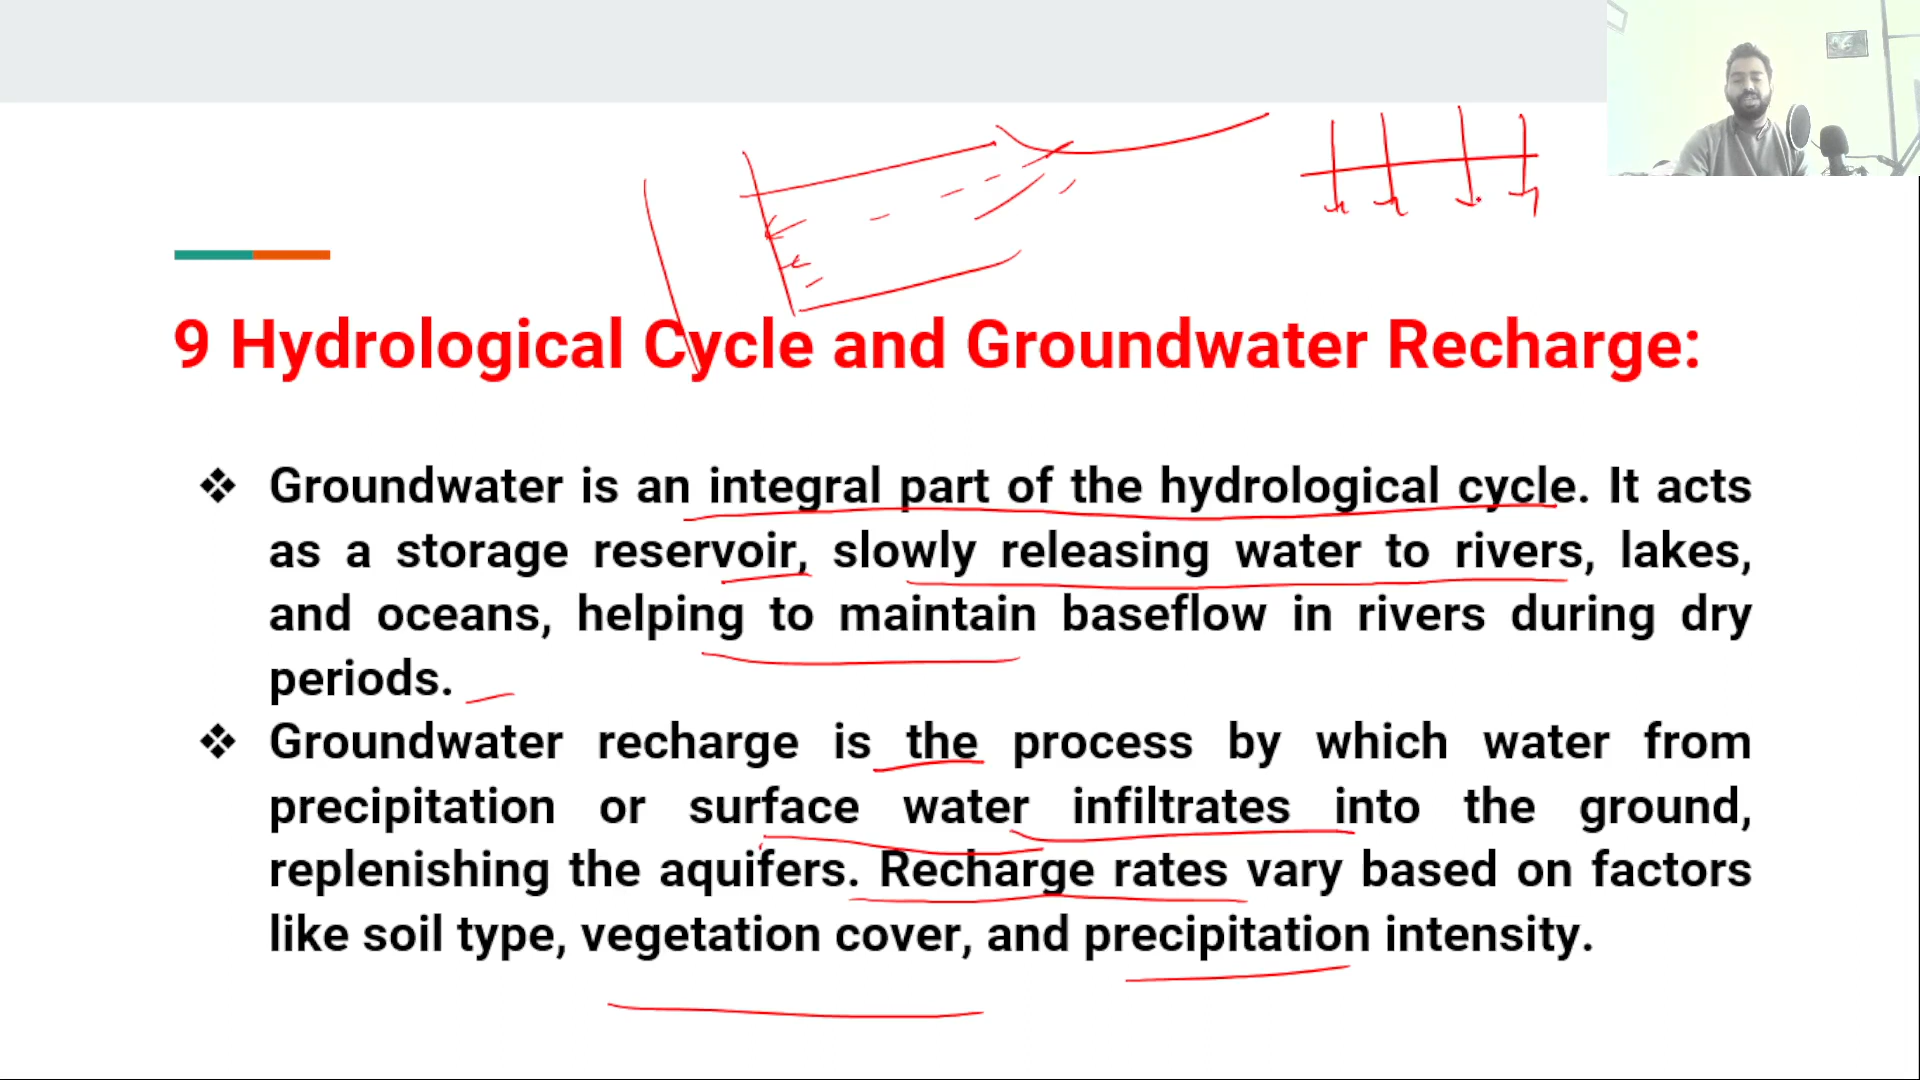 9 Hydrological Cycle and Groundwater Recharge:
❖ Groundwater is an integral part of the hydrological cycle. It acts
as a storage reservoir, slowly releasing water to rivers, lakes,
and oceans, helping to maintain baseflow in rivers during dry
periods.
❖ Groundwater recharge is the process by which water from
precipitation or surface water infiltrates into the ground,
replenishing the aquifers. Recharge rates vary based on factors
like soil type, vegetation cover, and precipitation intensity.